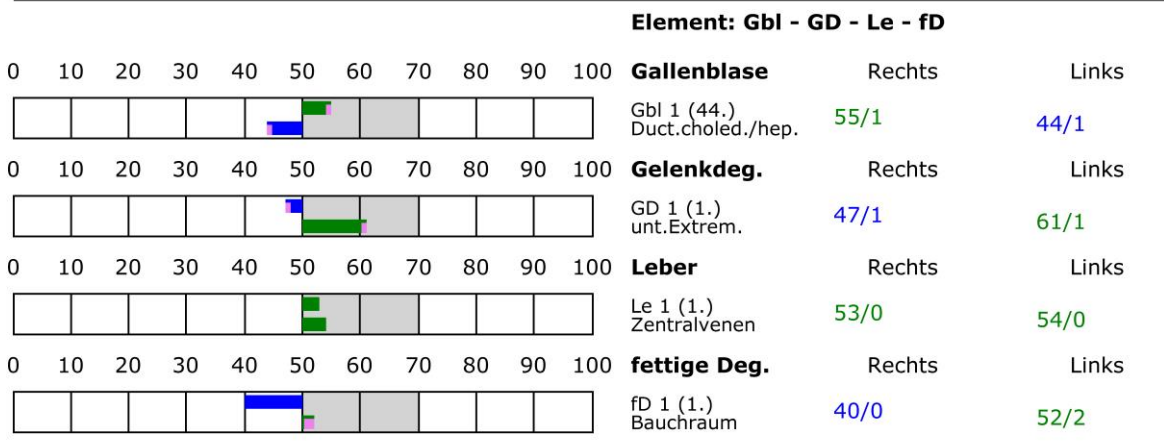 Element: Gbl - GD - Le - fD
0 10 20 30 40 50 60 70 80 90 100 Gallenblase Rechts Links
Gbl 1 (44.)
Duct.choled./hep. 55/1 44/1
0 10 20 30 40 50 60 70 80 90 100 Gelenkdeg. Rechts Links
GD 1 (1.)
unt.Extrem. 47/1 61/1
0 10 20 30 40 50 60 70 80 90 100 Leber Rechts Links
Le 1 (1.)
Zentralvenen 53/0 54/0
0 10 20 30 40 50 60 70 80 90 100 fettige Deg. Rechts Links
fD 1 (1.)
Bauchraum 40/0 52/2